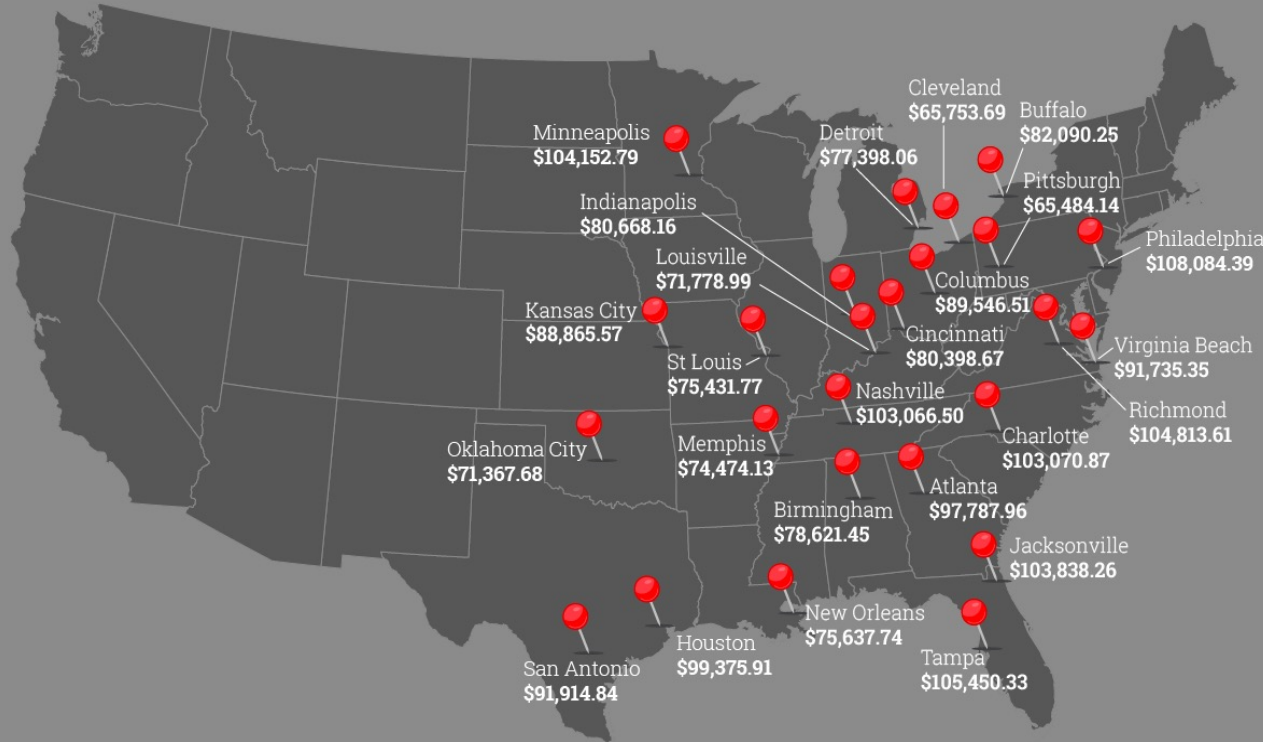 Cleveland
$65,753.69
Buffalo
$82,090.25
Detroit
$77,398.06
Minneapolis
$104,152.79
Pittsburgh
$65,484.14
Indianapolis
$80,668.16
Philadelphia
$108,084.39
Louisville
$71,778.99
Columbus
$89,546.51
Kansas City
$88,865.57
Cincinnati
$80,398.67
Virginia Beach
$91,735.35
St Louis
$75,431.77
Nashville
$103,066.50
Richmond
$104,813.61
Charlotte
$103,070.87
Memphis
$74,474.13
Oklahoma City
$71,367.68
Atlanta
$97,787.96
Birmingham
$78,621.45
Jacksonville
$103,838.26
New Orleans
$75,637.74
Houston
$99,375.91
Tampa
$105,450.33
San Antonio
$91,914.84